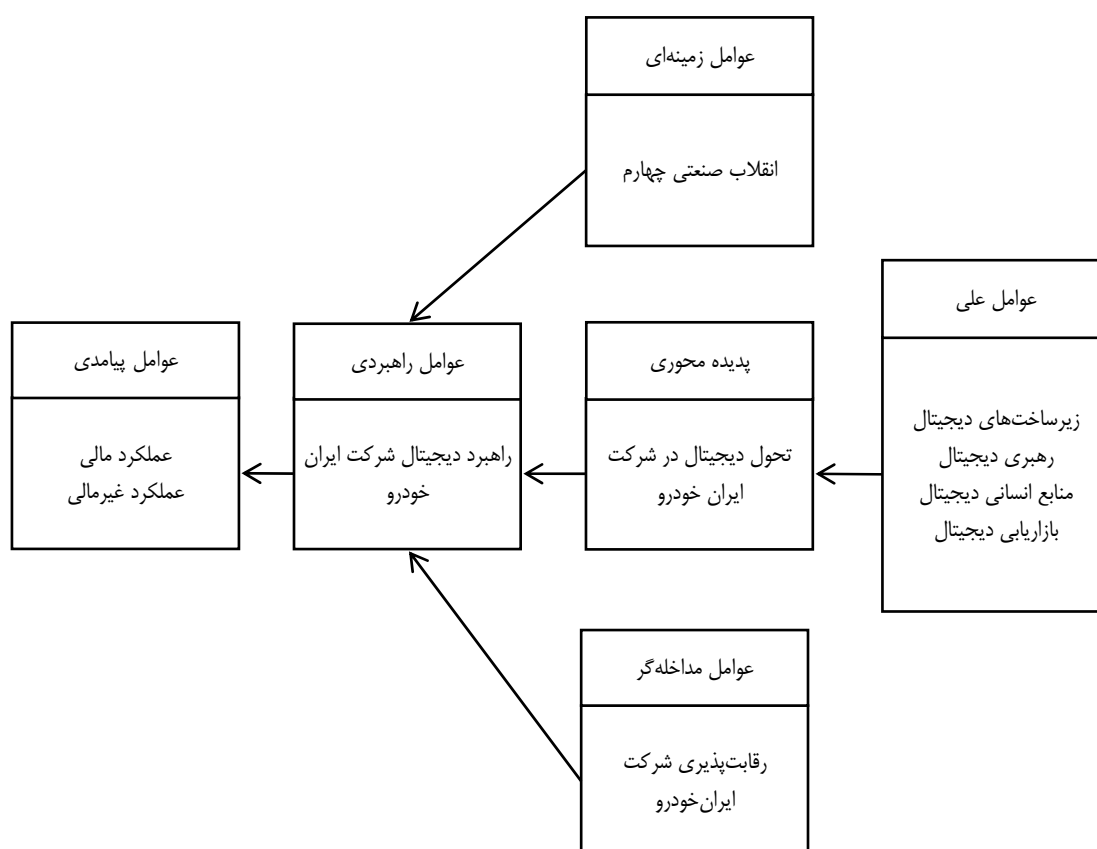 عوامل زمینه‌ای
انقلاب صنعتی چهارم
عوامل علی
زیرساخت‌های دیجیتال
رهبری دیجیتال
منابع انسانی دیجیتال
بازاریابی دیجیتال
پدیده محوری
تحول دیجیتال در شرکت
ایران خودرو
عوامل راهبردی
راهبرد دیجیتال شرکت ایران
خودرو
عوامل پیامدی
عملکرد مالی
عملکرد غیرمالی
عوامل مداخله‌گر
رقابت‌پذیری شرکت
ایران‌خودرو